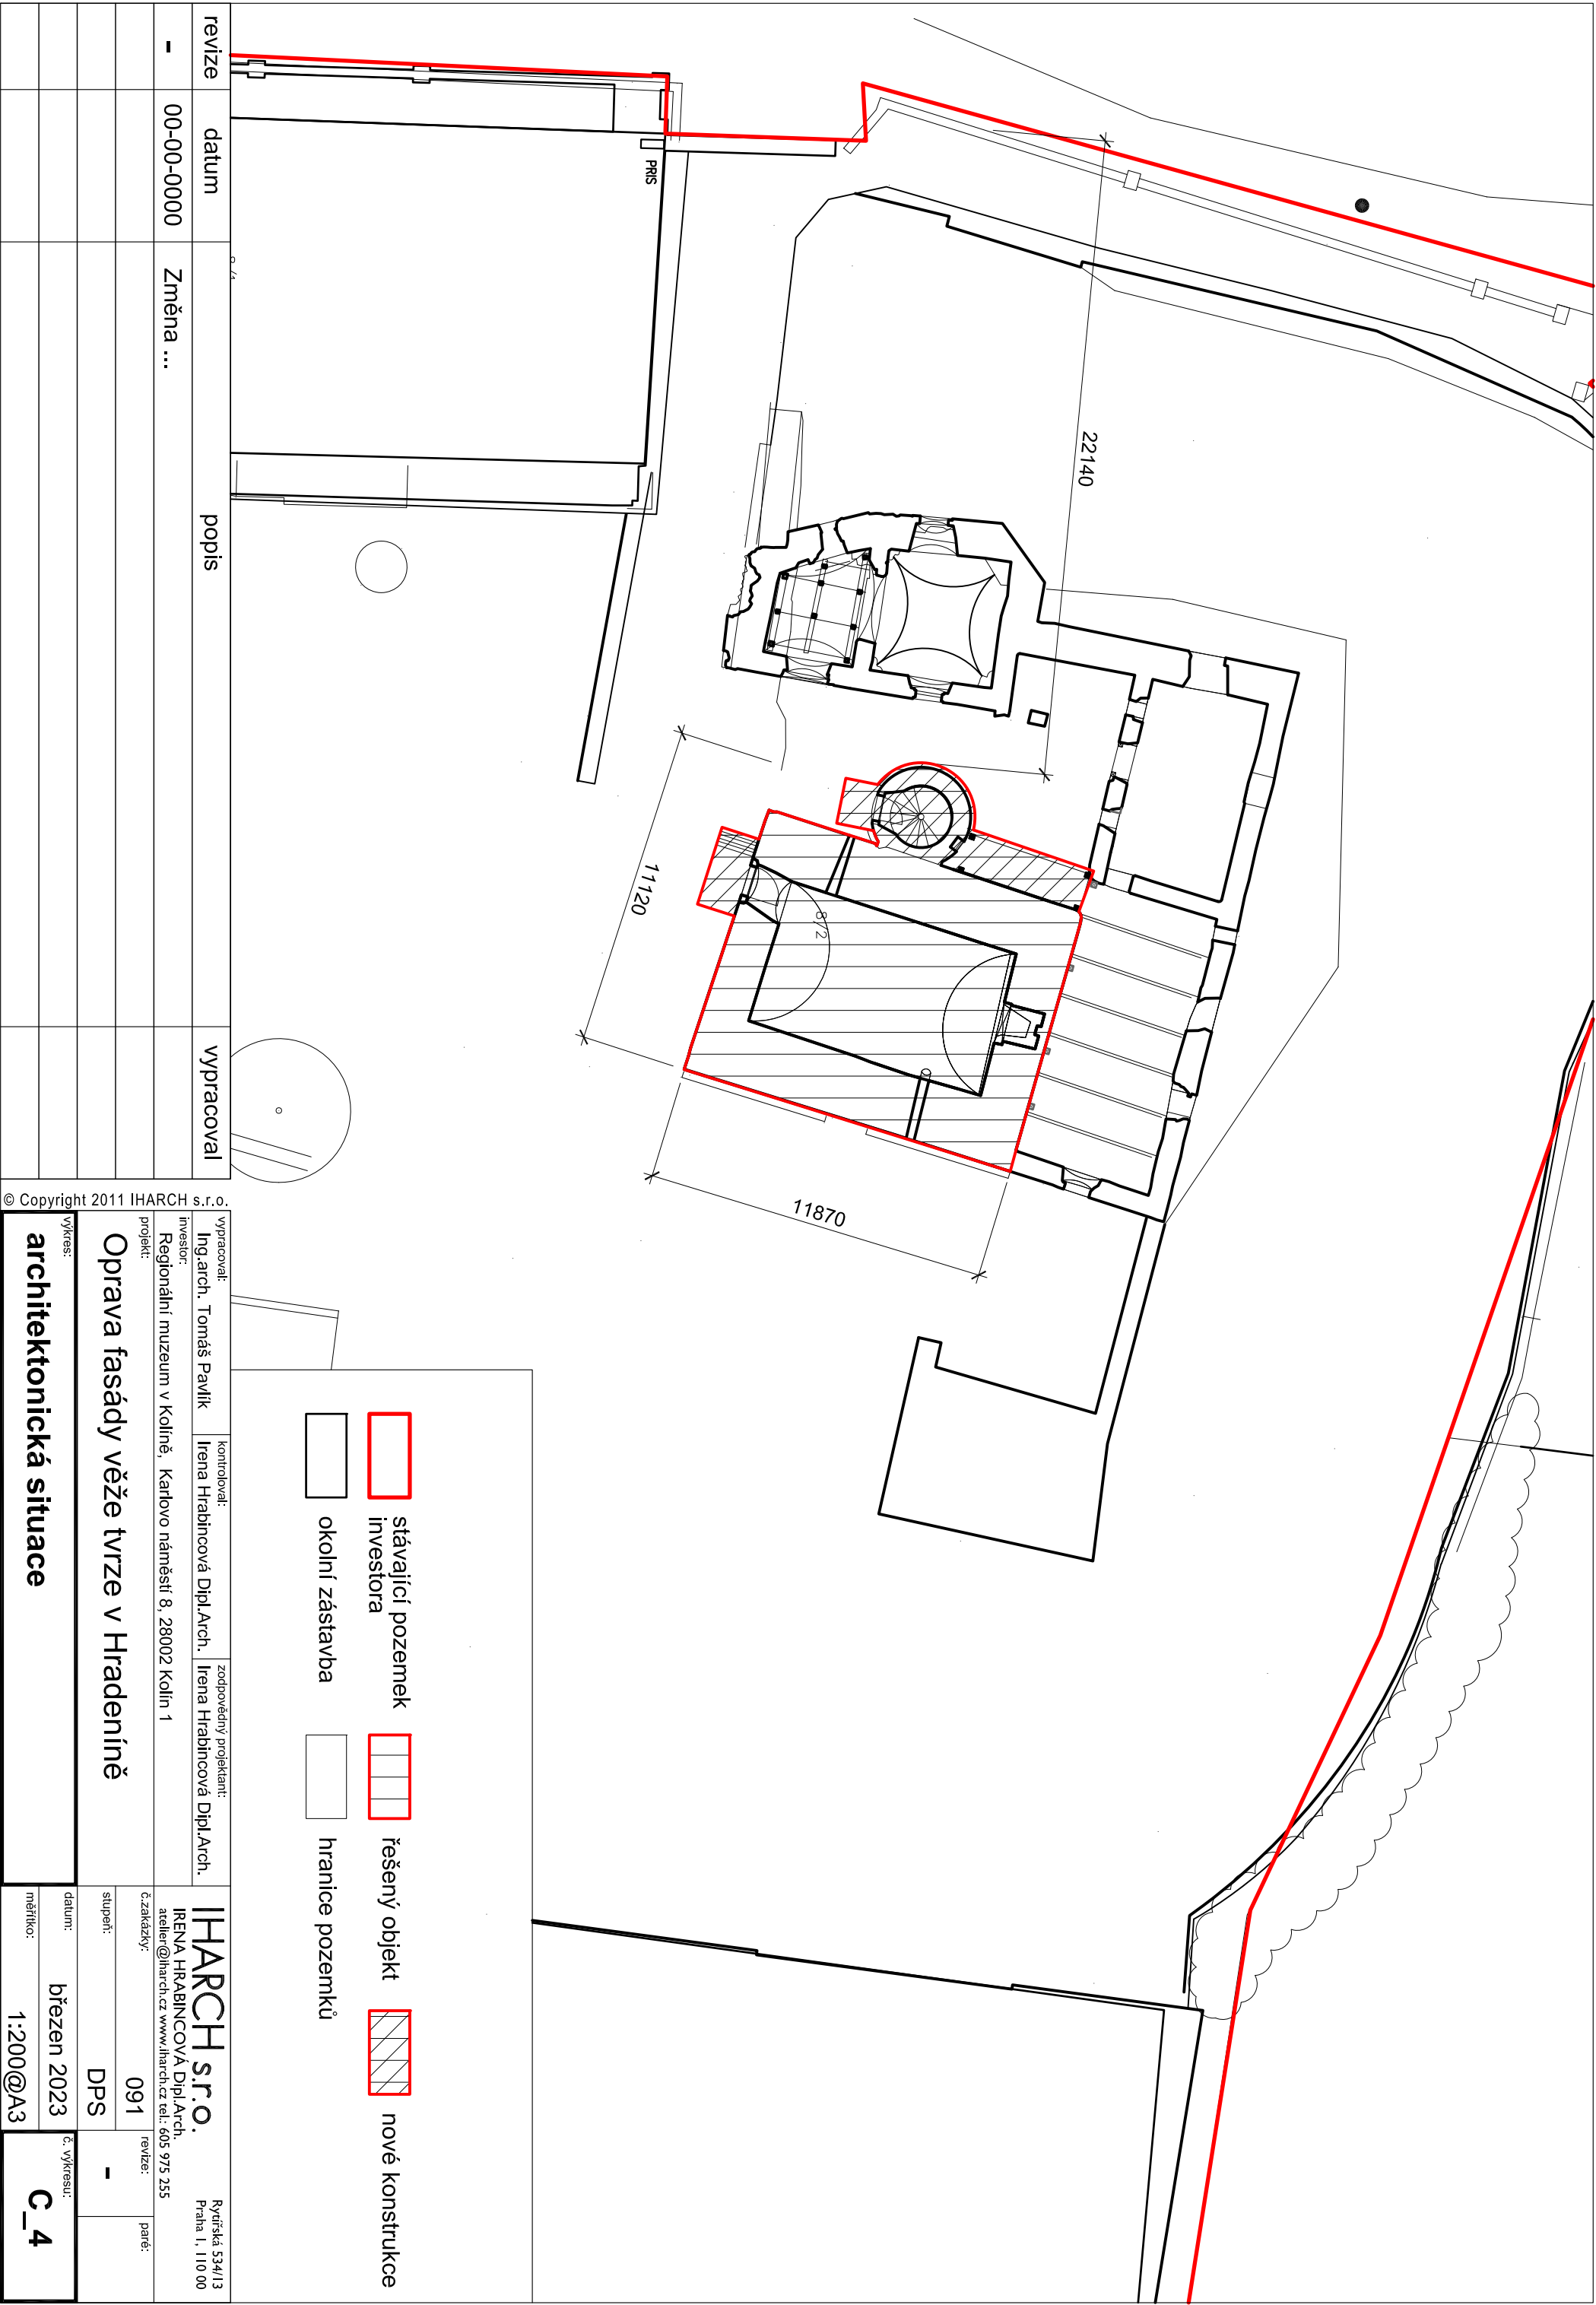 22140
PRIS
11120
8/2
11870
stávající pozemek
investora
řešený objekt
nové konstrukce
okolní zástavba
hranice pozemků
revize
datum
popis
vypracoval
-
00-00-0000
Změna ...
© Copyright 2011 IHARCH s.r.o.
vypracoval:
Ing.arch. Tomáš Pavlík
kontroloval:
Irena Hrabincová Dipl.Arch.
zodpovědný projektant:
Irena Hrabincová Dipl.Arch.
investor:
Regionální muzeum v Kolíně, Karlovo náměstí 8, 28002 Kolín 1
projekt:
Oprava fasády věže tvrze v Hradeníně
výkres:
architektonická situace
IHARCH s.r.o.
IRENA HRABINCOVÁ Dipl.Arch.
atelier@iharch.cz www.iharch.cz tel.: 605 975 255
Rytířská 534/13
Praha 1, 110 00
č.zakázky:
091
revize:
-
paré:
stupeň:
DPS
datum:
březen 2023
měřítko:
1:200@A3
č. výkresu:
C_4